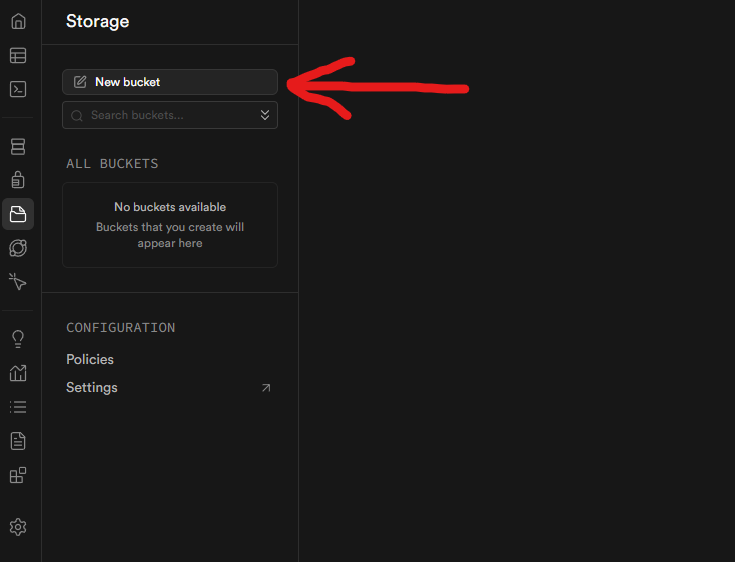 Storage
New bucket
Search buckets...
ALL BUCKETS
No buckets available
Buckets that you create will
appear here
CONFIGURATION
Policies
Settings